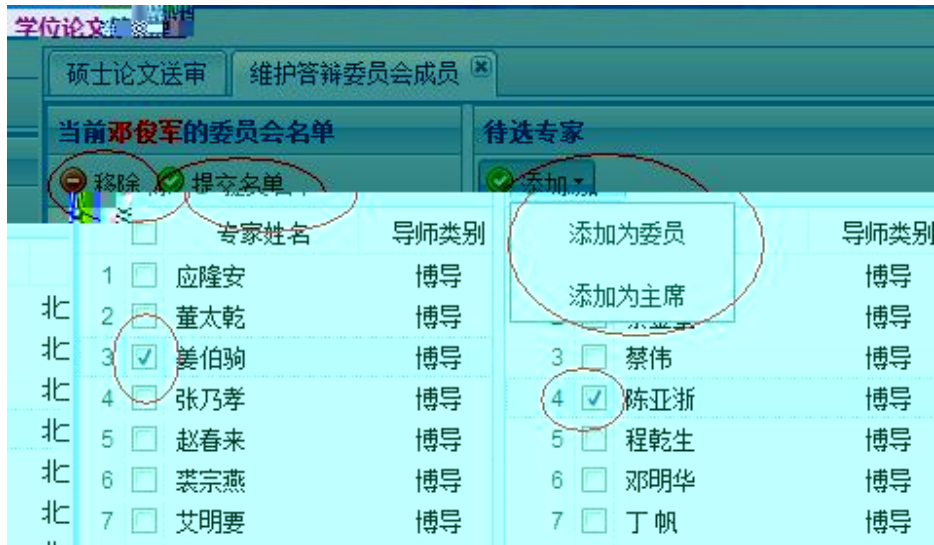 学位论文
硕士论文送审 维护答辩委员会成员
当前邓俊军的委员会名单 待选专家
移除 提交名单 添加
专家姓名 导师类别 添加为委员 导师类别
1 应隆安 博导 博导
添加为主席
北 2 董太乾 博导 博导
北 3 姜伯驹 博导 3 蔡伟 博导
北 4 张乃孝 博导 4 陈亚浙 博导
北 5 赵春来 博导 5 程乾生 博导
北 6 裘宗燕 博导 6 邓明华 博导
北 7 艾明要 博导 7 丁帆 博导